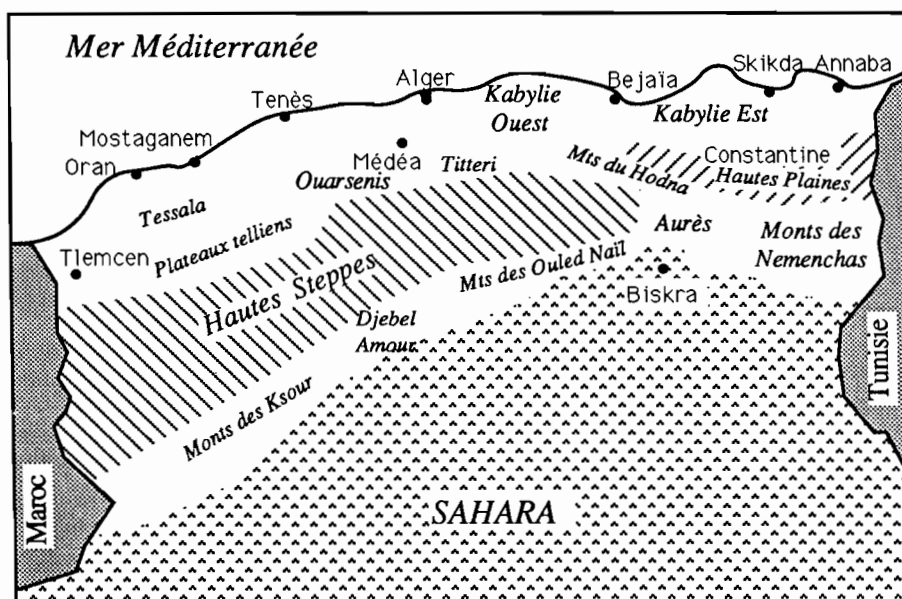 Mer Méditerranée
Skikda Annaba
Alger
Bejaïa
Kabylie
Ouest
Tenès
Kabylie Est
Mostaganem
Oran
Médéa
Titteri
Constantine
Mts du Hodna
Hautes Plaines
Ouarsenis
Tessala
Aurès
Monts des
Nemenchas
Plateaux telliens
Tlemcen
Hautes Steppes
Mts des Ouled Naïl
Biskra
Djebel
Amour
Monts des Ksour
Tunisie
Maroc
SAHARA